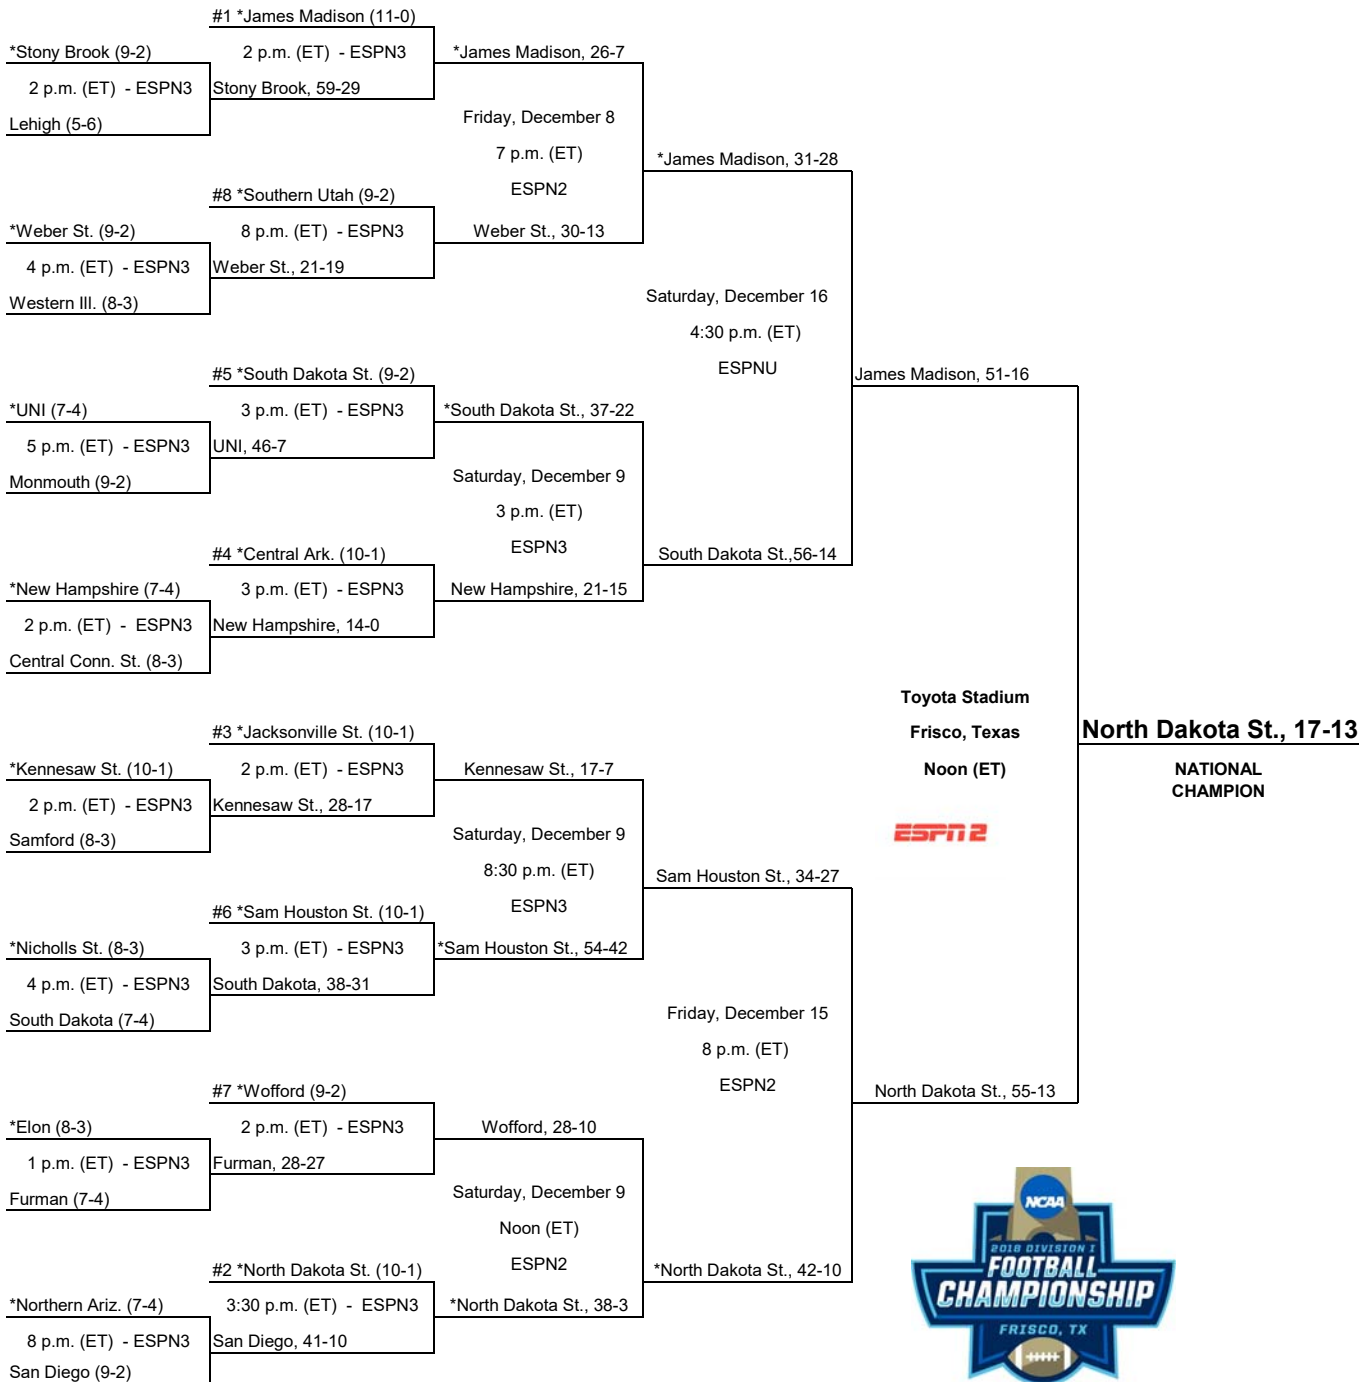 #1 *James Madison (11-0)
*Stony Brook (9-2)
2 p.m. (ET) - ESPN3
*James Madison, 26-7
2 p.m. (ET) - ESPN3
Stony Brook, 59-29
Lehigh (5-6)
Friday, December 8
7 p.m. (ET)
ESPN2
*James Madison, 31-28
#8 *Southern Utah (9-2)
*Weber St. (9-2)
8 p.m. (ET) - ESPN3
Weber St., 30-13
4 p.m. (ET) - ESPN3
Weber St., 21-19
Western Ill. (8-3)
Saturday, December 16
4:30 p.m. (ET)
ESPNU
James Madison, 51-16
#5 *South Dakota St. (9-2)
*UNI (7-4)
3 p.m. (ET) - ESPN3
*South Dakota St., 37-22
5 p.m. (ET) - ESPN3
UNI, 46-7
Monmouth (9-2)
Saturday, December 9
3 p.m. (ET)
ESPN3
South Dakota St.,56-14
#4 *Central Ark. (10-1)
*New Hampshire (7-4)
3 p.m. (ET) - ESPN3
New Hampshire, 21-15
2 p.m. (ET) - ESPN3
New Hampshire, 14-0
Central Conn. St. (8-3)
Toyota Stadium
Frisco, Texas
Noon (ET)
ESPN2
North Dakota St., 17-13
NATIONAL
CHAMPION
#3 *Jacksonville St. (10-1)
*Kennesaw St. (10-1)
2 p.m. (ET) - ESPN3
Kennesaw St., 17-7
2 p.m. (ET) - ESPN3
Kennesaw St., 28-17
Samford (8-3)
Saturday, December 9
8:30 p.m. (ET)
ESPN3
Sam Houston St., 34-27
#6 *Sam Houston St. (10-1)
*Nicholls St. (8-3)
3 p.m. (ET) - ESPN3
*Sam Houston St., 54-42
4 p.m. (ET) - ESPN3
South Dakota, 38-31
South Dakota (7-4)
Friday, December 15
8 p.m. (ET)
ESPN2
North Dakota St., 55-13
#7 *Wofford (9-2)
*Elon (8-3)
2 p.m. (ET) - ESPN3
Wofford, 28-10
1 p.m. (ET) - ESPN3
Furman, 28-27
Furman (7-4)
Saturday, December 9
Noon (ET)
ESPN2
*North Dakota St., 42-10
#2 *North Dakota St. (10-1)
*Northern Ariz. (7-4)
3:30 p.m. (ET) - ESPN3
*North Dakota St., 38-3
8 p.m. (ET) - ESPN3
San Diego, 41-10
San Diego (9-2)
NCAA
2018 DIVISION I
FOOTBALL
CHAMPIONSHIP
FRISCO, TX